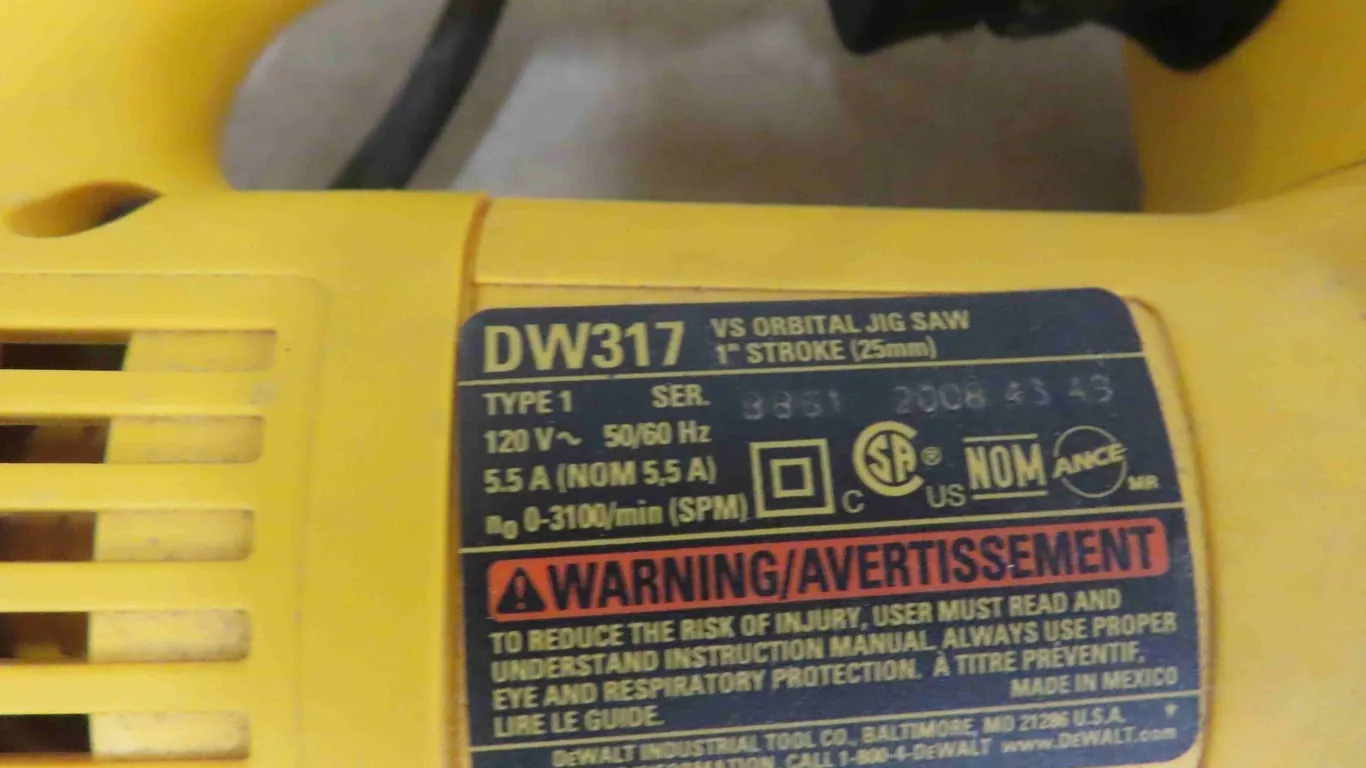 DW317
VS ORBITAL JIG SAW
1" STROKE (25mm)
TYPE 1 SER. 2008 43 49
120 V~ 50/60 Hz
5.5 A (NOM 5,5 A)
n0 0-3100/min (SPM)
C SA ® C US NOM ANCE MR
WARNING/AVERTISSEMENT
TO REDUCE THE RISK OF INJURY, USER MUST READ AND
UNDERSTAND INSTRUCTION MANUAL. ALWAYS USE PROPER
EYE AND RESPIRATORY PROTECTION. À TITRE PRÉVENTIF,
LIRE LE GUIDE. MADE IN MEXICO
DEWALT INDUSTRIAL TOOL CO., BALTIMORE, MD 21286 U.S.A.
INFORMATION, CALL 1-800-4-DEWALT www.DEWALT.com